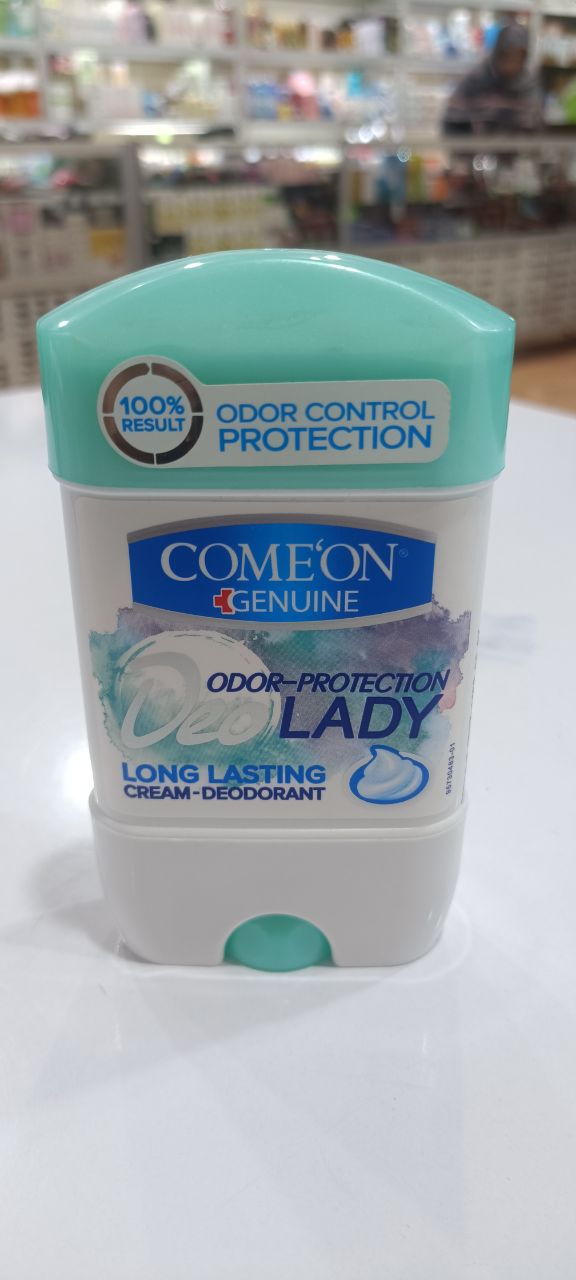 100%
RESULT
ODOR CONTROL
PROTECTION
COME'ON®
GENUINE
ODOR-PROTECTION
Deo LADY
LONG LASTING
CREAM-DEODORANT